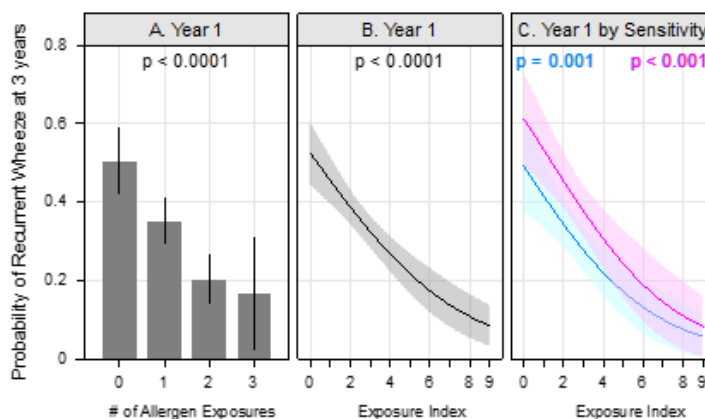 A. Year 1
B. Year 1
C. Year 1 by Sensitivity
p < 0.0001
p < 0.0001
p = 0.001
p < 0.001
Probability of Recurrent Wheeze at 3 years
0.8
0.6
0.4
0.2
0
0 1 2 3
0 2 4 6 8 9
0 2 4 6 8 9
# of Allergen Exposures
Exposure Index
Exposure Index